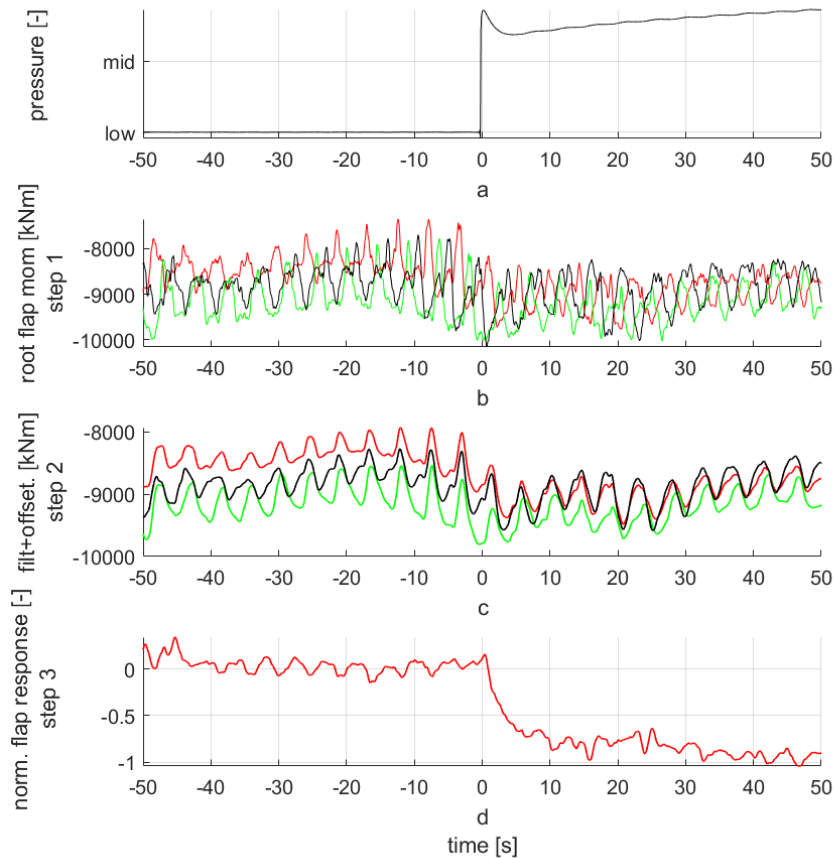 pressure [-]
mid
low
-50 -40 -30 -20 -10 0 10 20 30 40 50
a
root flap mom [kNm]
step 1
-8000
-9000
-10000
-50 -40 -30 -20 -10 0 10 20 30 40 50
b
filt+offset. [kNm]
step 2
-8000
-9000
-10000
-50 -40 -30 -20 -10 0 10 20 30 40 50
c
norm. flap response [-]
step 3
0
-0.5
-1
-50 -40 -30 -20 -10 0 10 20 30 40 50
d
time [s]